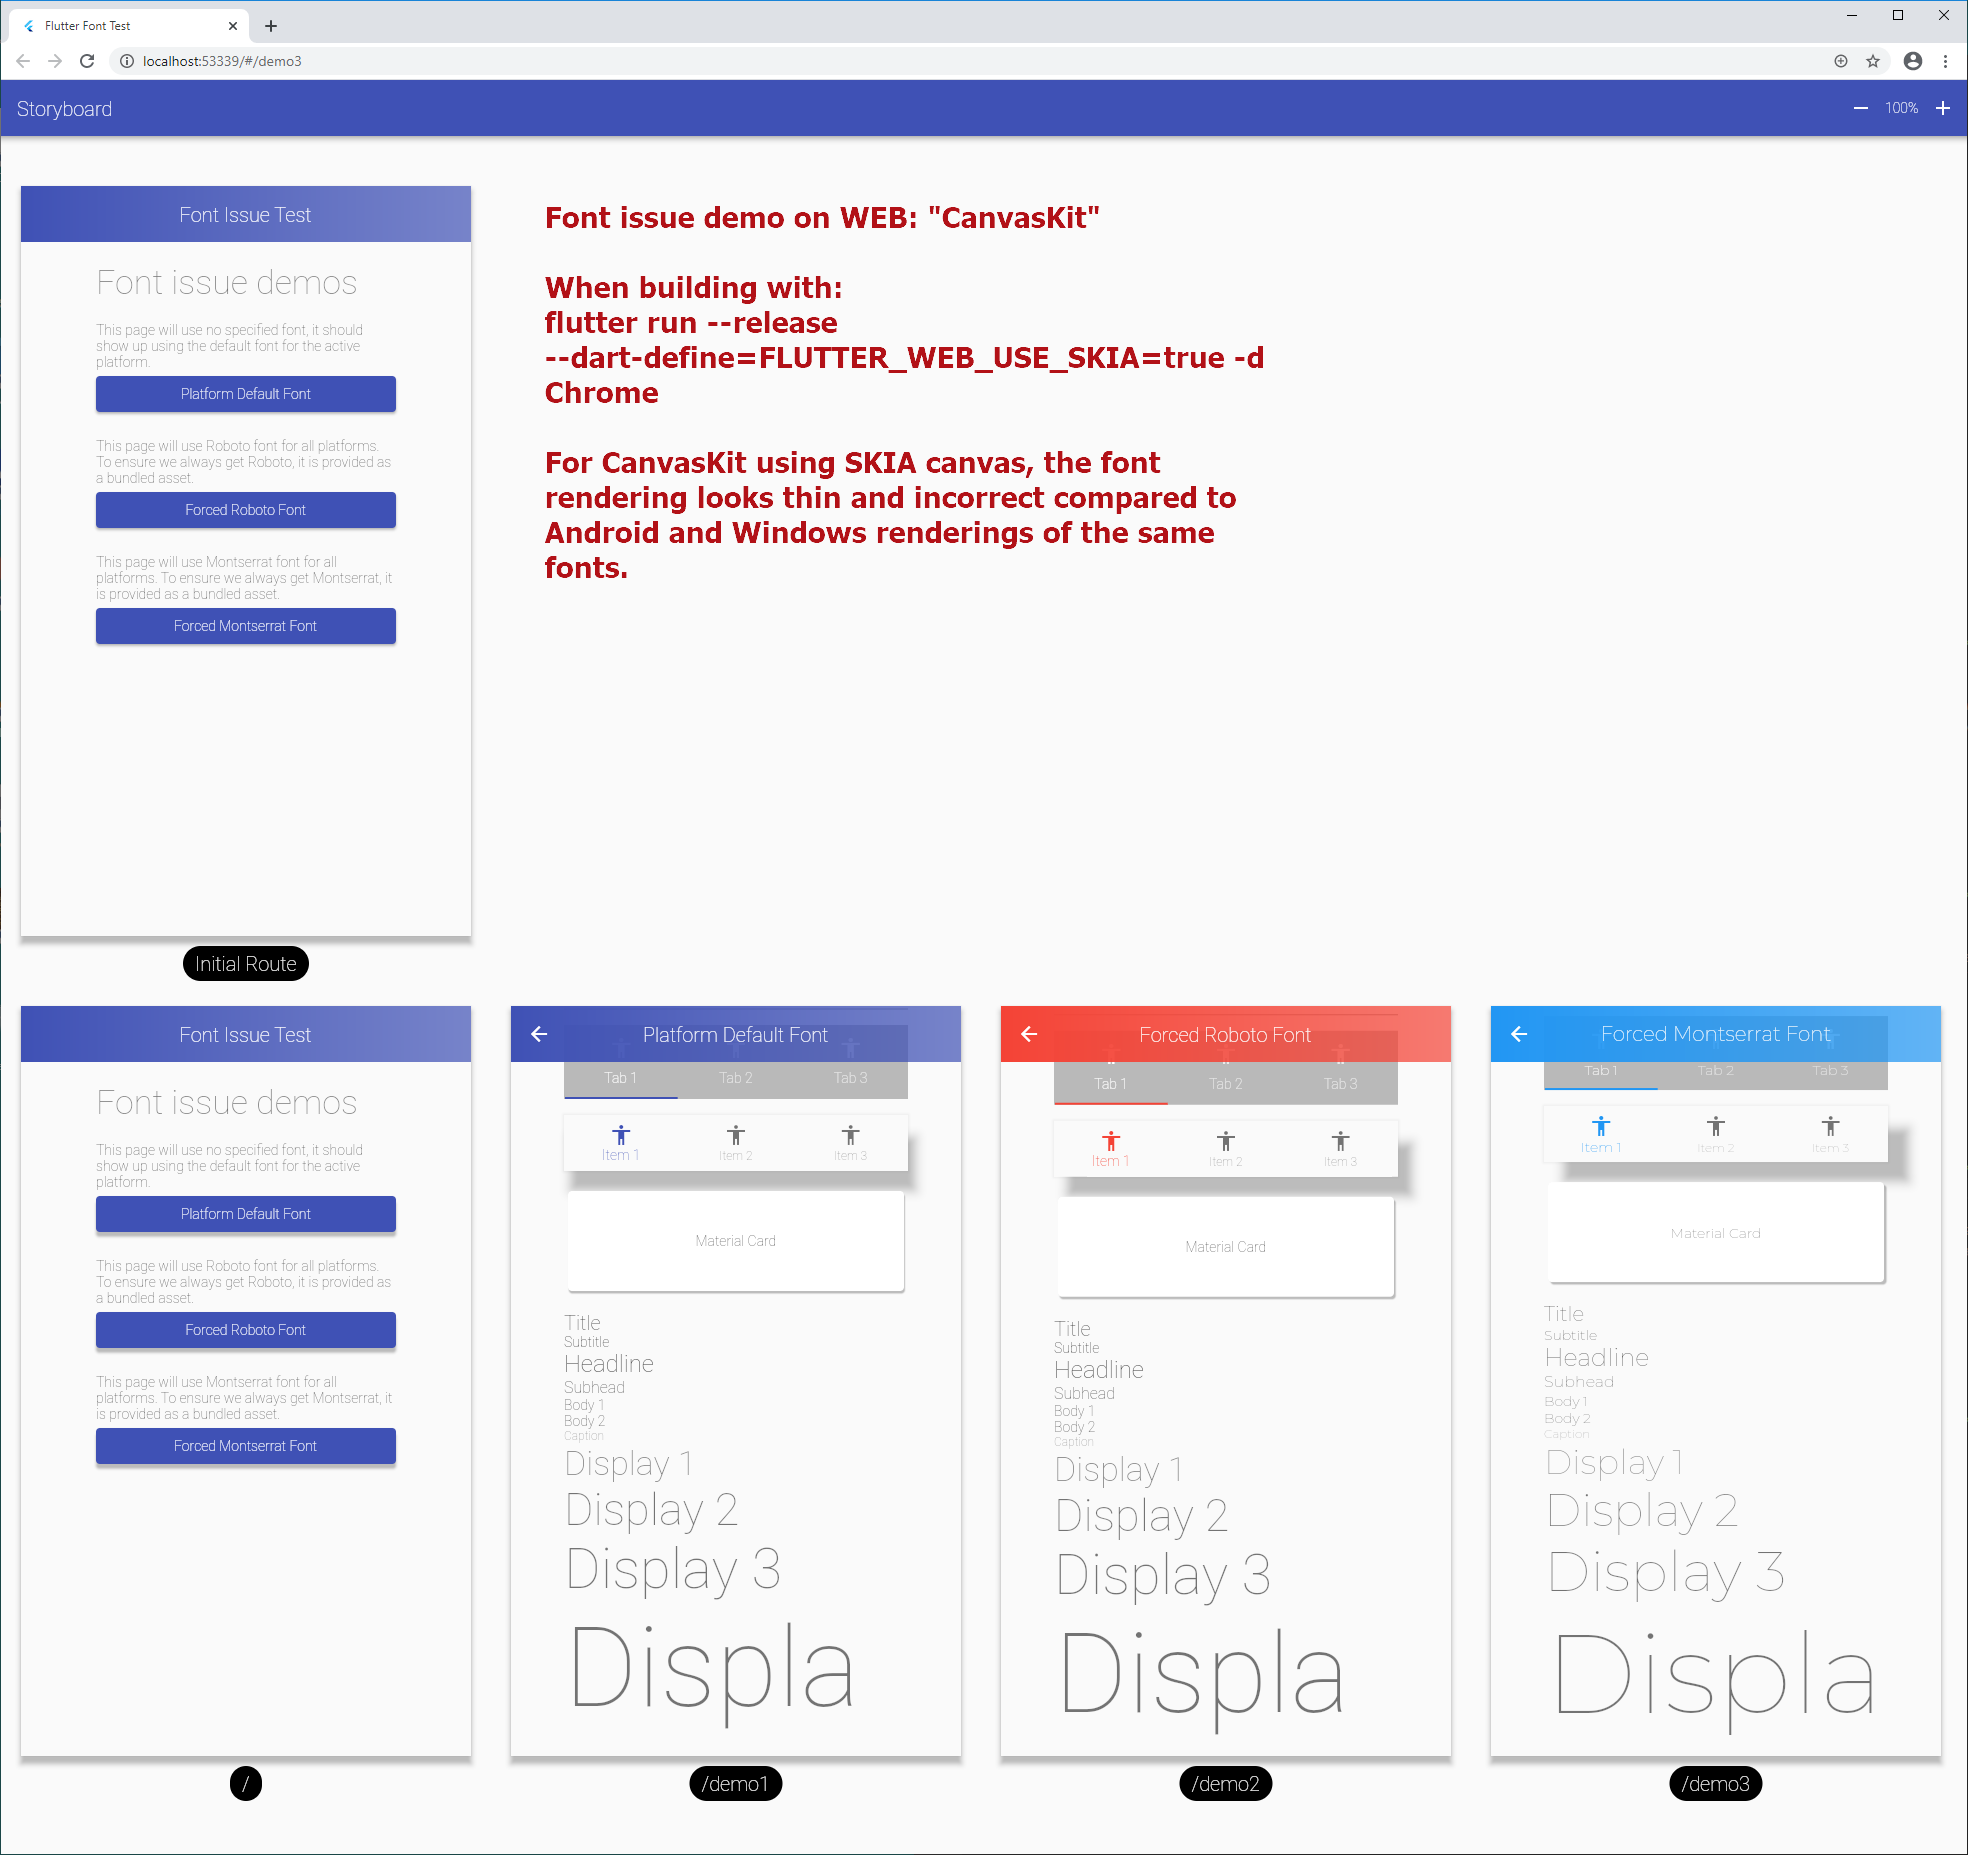 Flutter Font Test
localhost:53339/#/demo3
Storyboard
100%
Font Issue Test
Font issue demos
This page will use no specified font, it should
show up using the default font for the active
platform.
Platform Default Font
This page will use Roboto font for all platforms.
To ensure we always get Roboto, it is provided as
a bundled asset.
Forced Roboto Font
This page will use Montserrat font for all
platforms. To ensure we always get Montserrat, it
is provided as a bundled asset.
Forced Montserrat Font
Initial Route
Font issue demo on WEB: "CanvasKit"
When building with:
flutter run --release
--dart-define=FLUTTER_WEB_USE_SKIA=true -d
Chrome
For CanvasKit using SKIA canvas, the font
rendering looks thin and incorrect compared to
Android and Windows renderings of the same
fonts.
Font Issue Test
Font issue demos
This page will use no specified font, it should
show up using the default font for the active
platform.
Platform Default Font
This page will use Roboto font for all platforms.
To ensure we always get Roboto, it is provided as
a bundled asset.
Forced Roboto Font
This page will use Montserrat font for all
platforms. To ensure we always get Montserrat, it
is provided as a bundled asset.
Forced Montserrat Font
/
Platform Default Font
Tab 1 Tab 2 Tab 3
Item 1 Item 2 Item 3
Material Card
Title
Subtitle
Headline
Subhead
Body 1
Body 2
Caption
Display 1
Display 2
Display 3
Displa
/demo1
Forced Roboto Font
Tab 1 Tab 2 Tab 3
Item 1 Item 2 Item 3
Material Card
Title
Subtitle
Headline
Subhead
Body 1
Body 2
Caption
Display 1
Display 2
Display 3
Displa
/demo2
Forced Montserrat Font
Tab 1 Tab 2 Tab 3
Item 1 Item 2 Item 3
Material Card
Title
Subtitle
Headline
Subhead
Body 1
Body 2
Caption
Display 1
Display 2
Display 3
Displa
/demo3